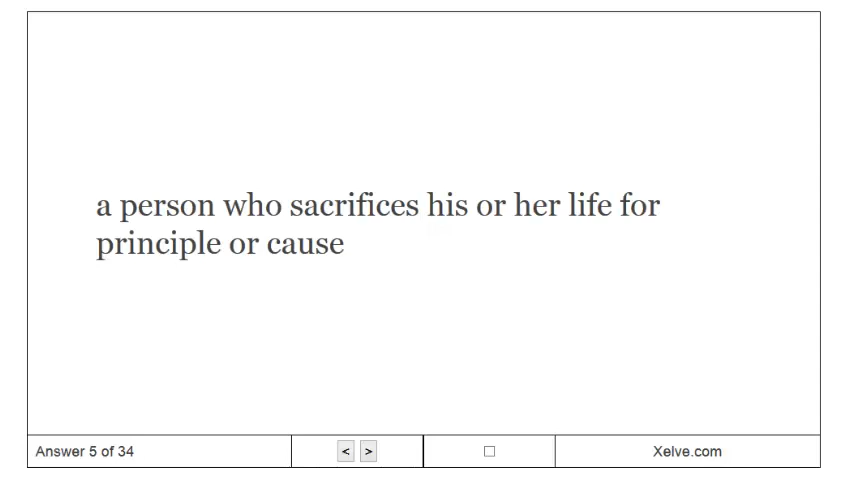 a person who sacrifices his or her life for
principle or cause
Answer 5 of 34
< >
Xelve.com